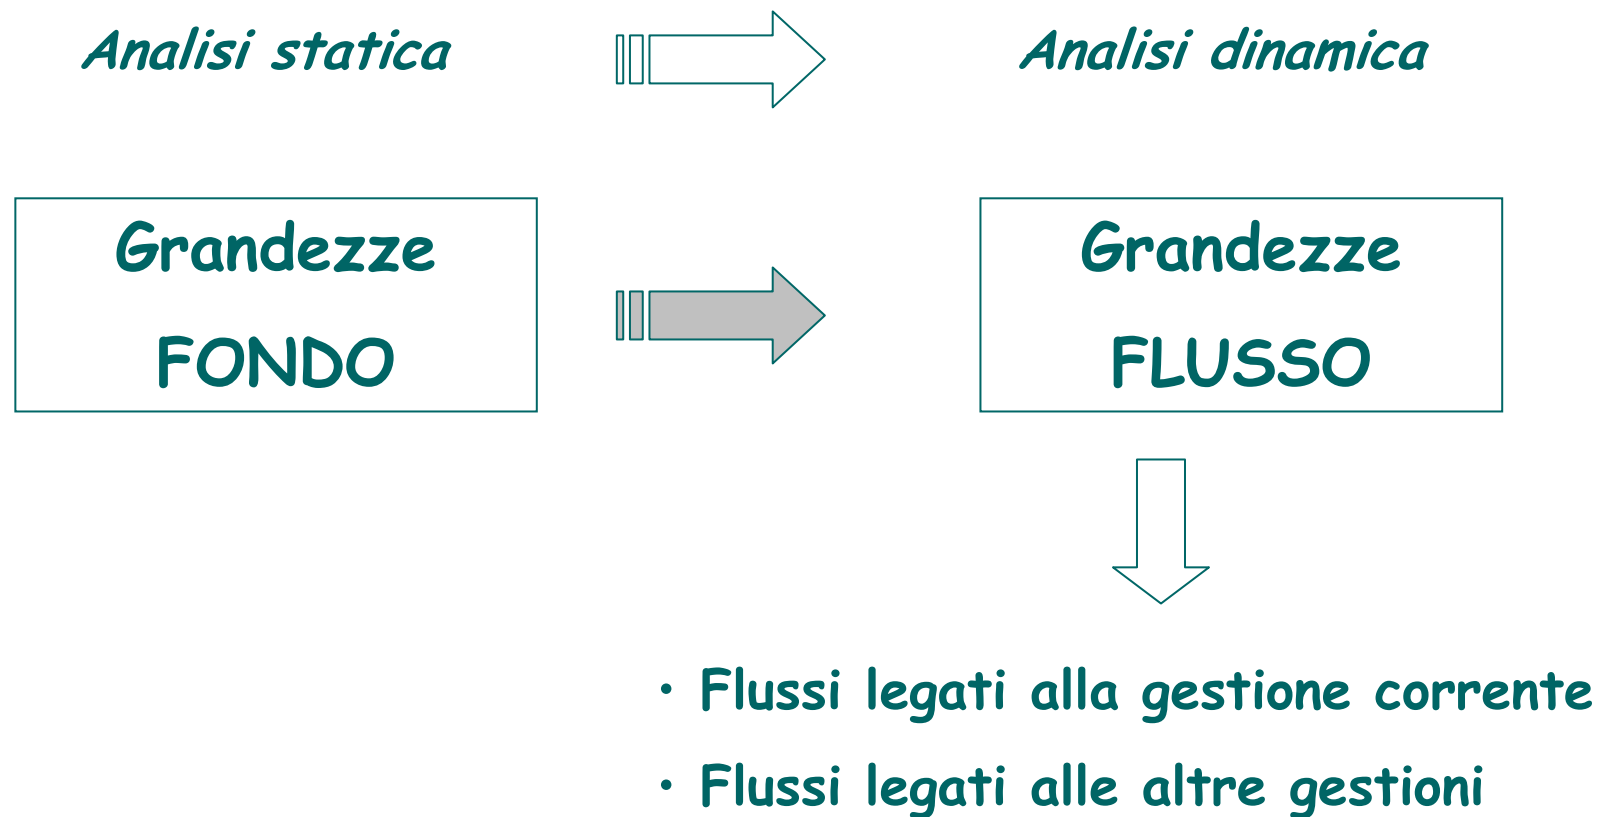 Analisi statica
Analisi dinamica
Grandezze
FONDO
Grandezze
FLUSSO
• Flussi legati alla gestione corrente
• Flussi legati alle altre gestioni